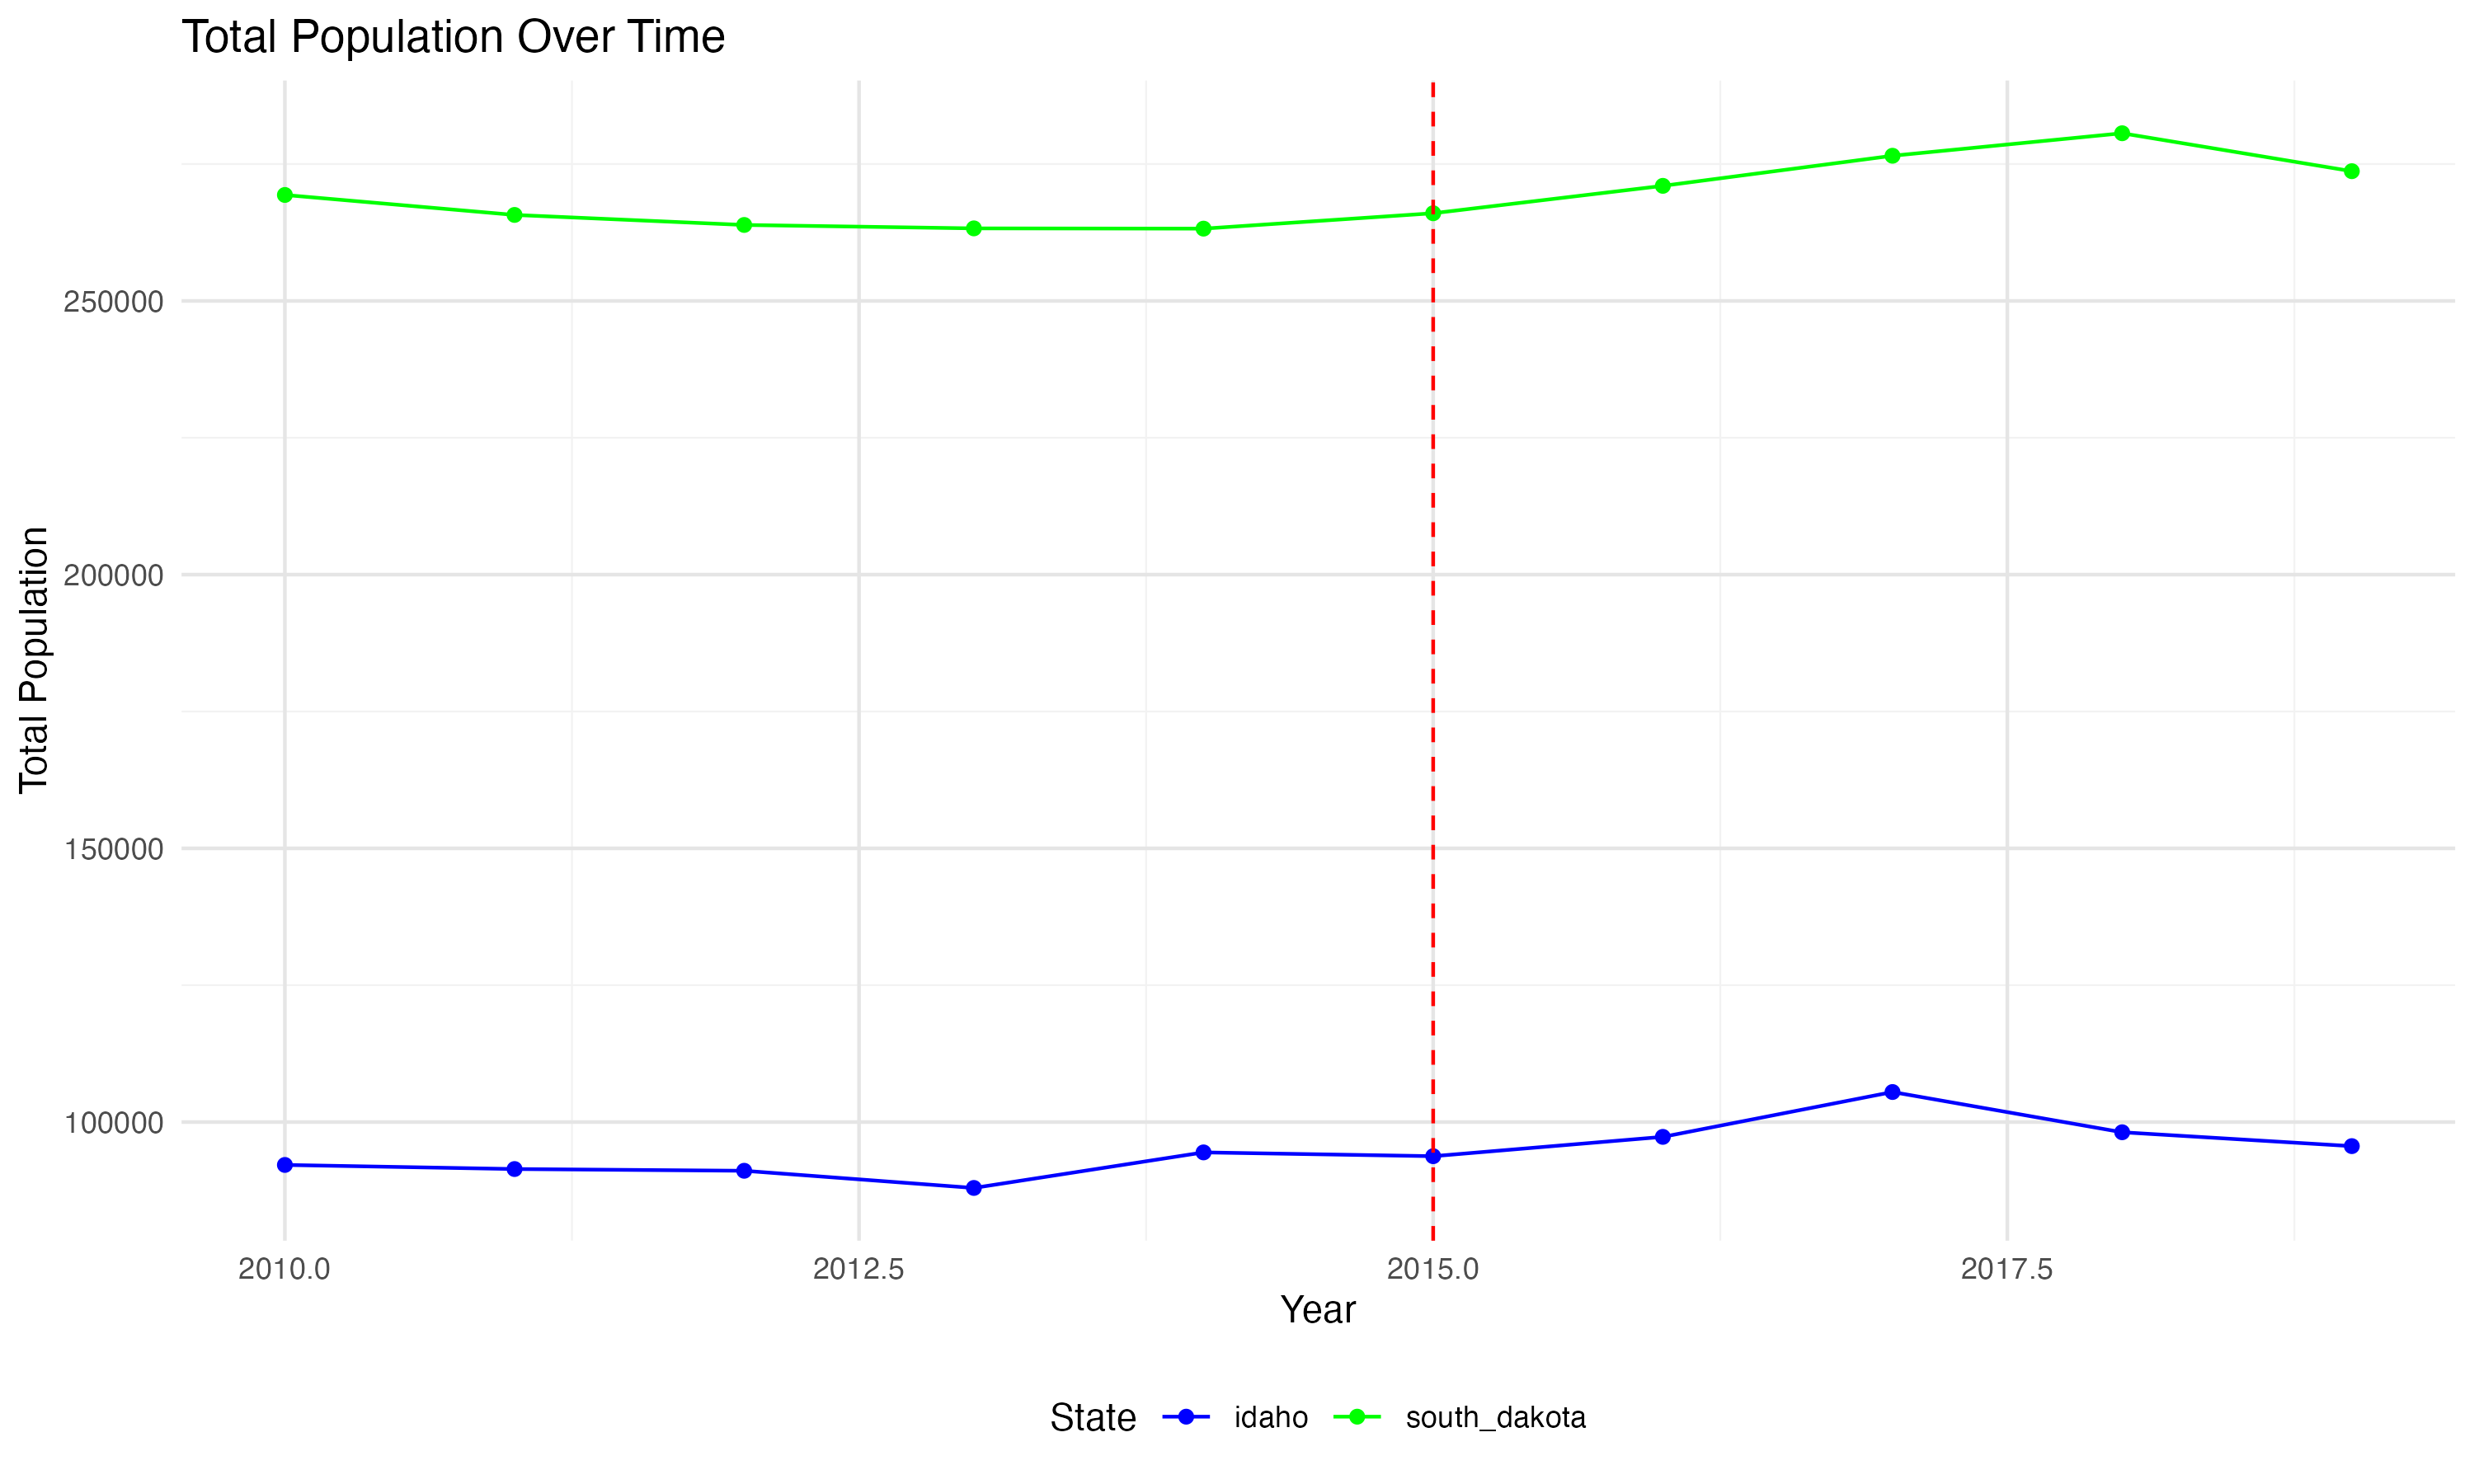 Total Population Over Time
Total Population
250000
200000
150000
100000
2010.0 2012.5 2015.0 2017.5
Year
State idaho south_dakota